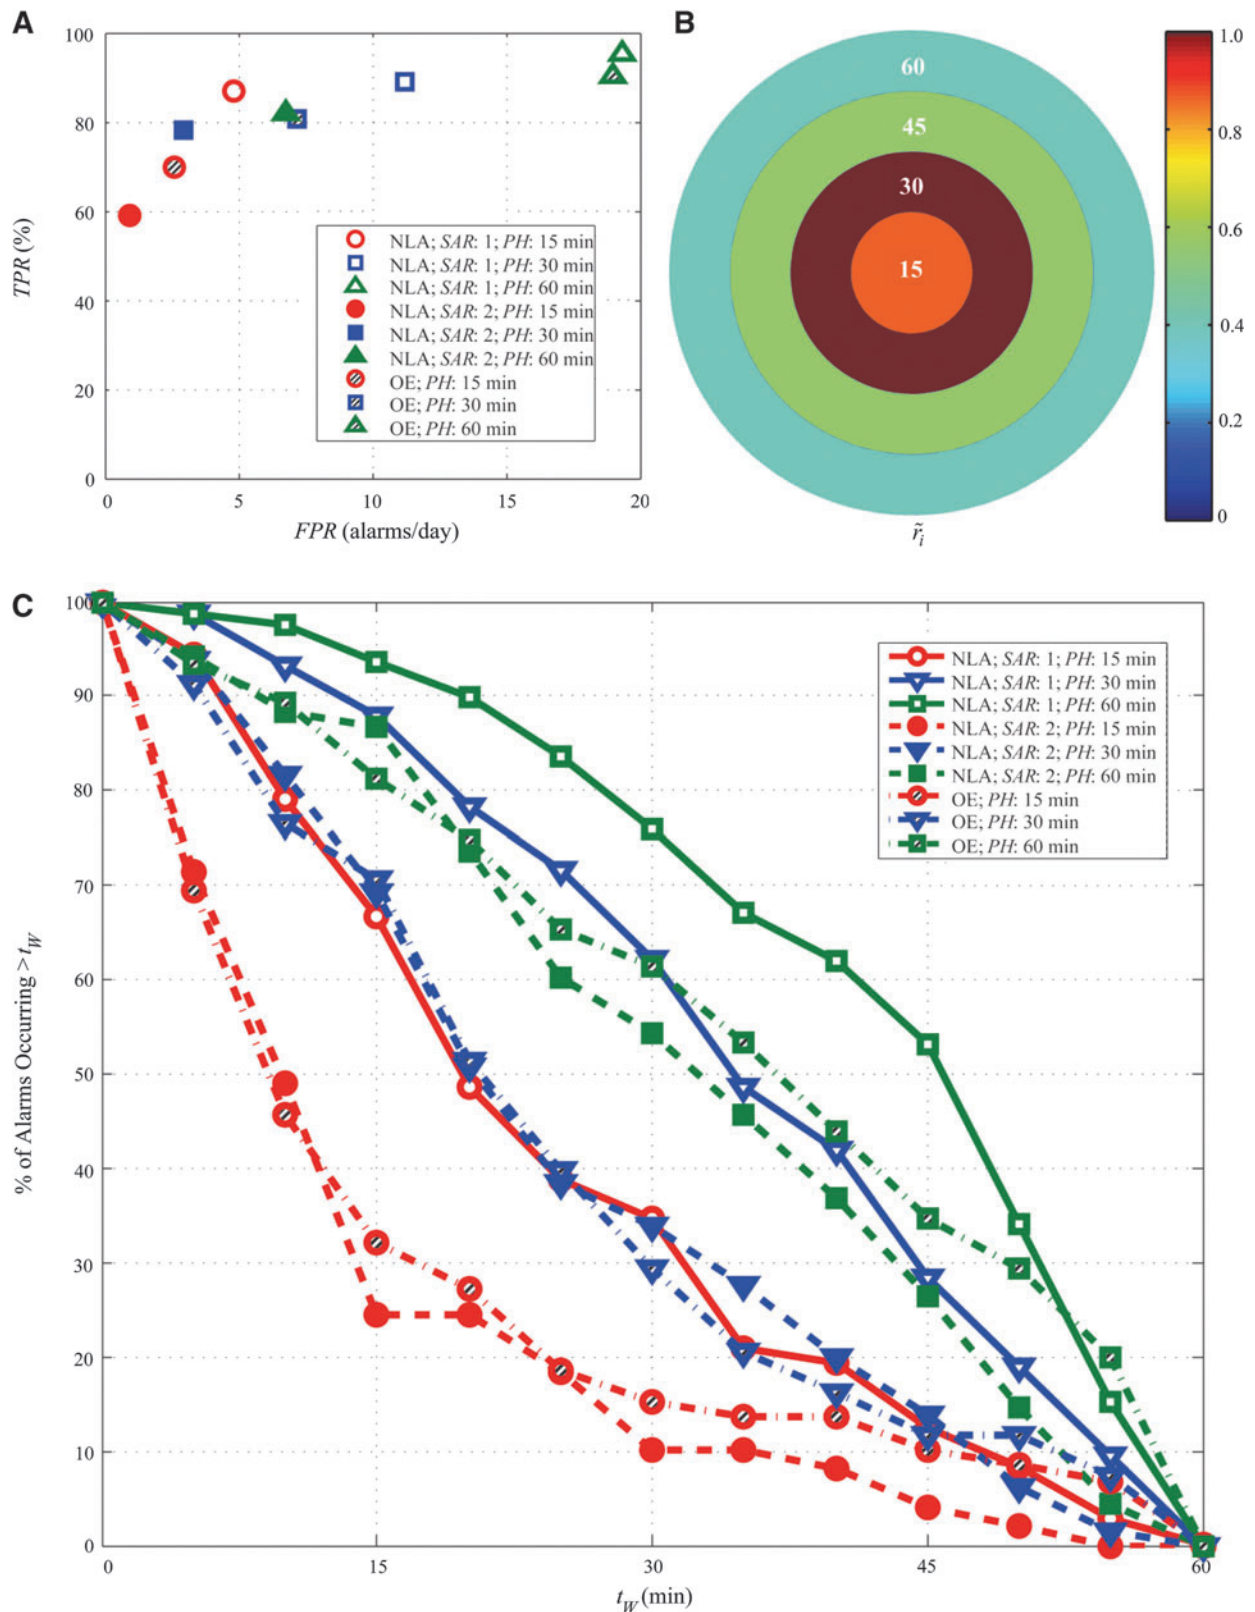 A
100
80
60
40
20
0
TPR (%)
0 5 10 15 20
FPR (alarms/day)
NLA; SAR: 1; PH: 15 min
NLA; SAR: 1; PH: 30 min
NLA; SAR: 1; PH: 60 min
NLA; SAR: 2; PH: 15 min
NLA; SAR: 2; PH: 30 min
NLA; SAR: 2; PH: 60 min
OE; PH: 15 min
OE; PH: 30 min
OE; PH: 60 min
B
60
45
30
15
r̃i
1.0
0.8
0.6
0.4
0.2
0
C
100
90
80
70
60
50
40
30
20
10
0
% of Alarms Occurring > tW
0 15 30 45 60
tW (min)
NLA; SAR: 1; PH: 15 min
NLA; SAR: 1; PH: 30 min
NLA; SAR: 1; PH: 60 min
NLA; SAR: 2; PH: 15 min
NLA; SAR: 2; PH: 30 min
NLA; SAR: 2; PH: 60 min
OE; PH: 15 min
OE; PH: 30 min
OE; PH: 60 min